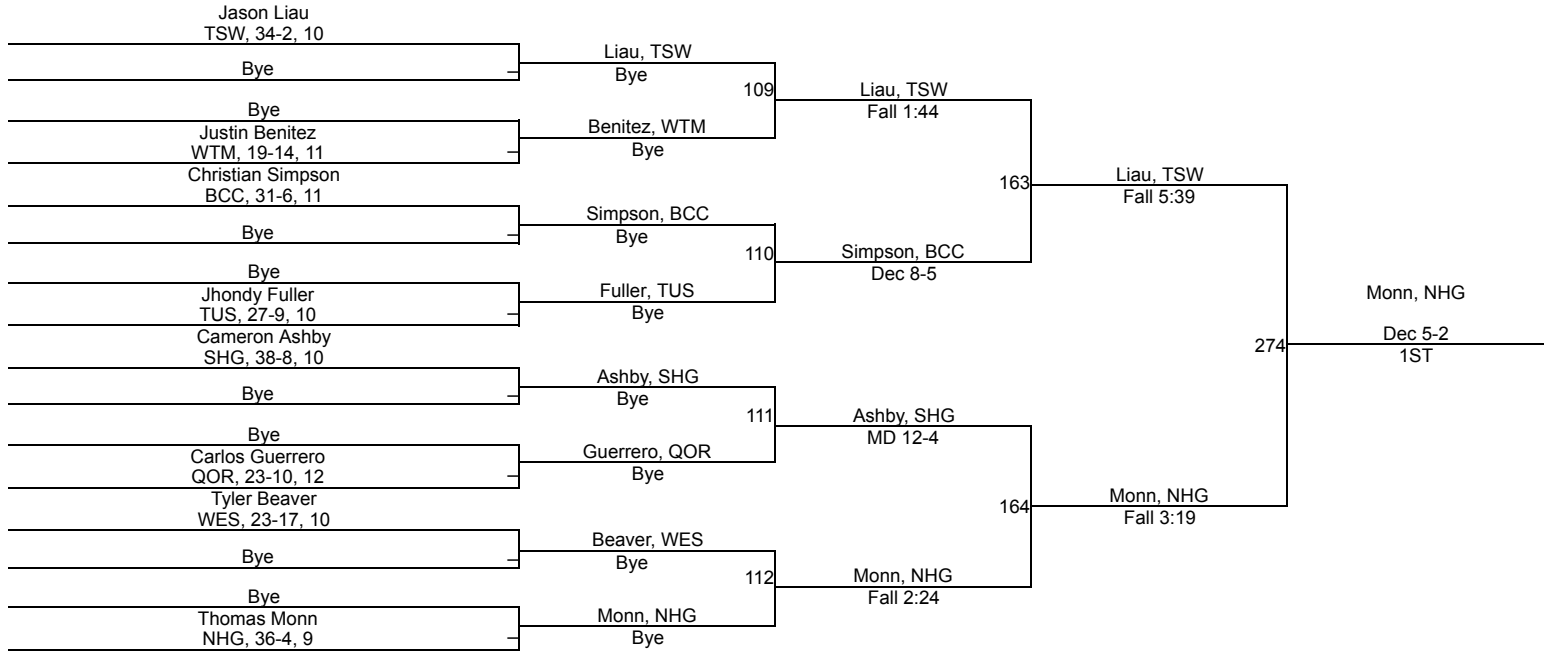 Jason Liau
TSW, 34-2, 10
Bye
Bye
Justin Benitez
WTM, 19-14, 11
Christian Simpson
BCC, 31-6, 11
Bye
Bye
Jhondy Fuller
TUS, 27-9, 10
Cameron Ashby
SHG, 38-8, 10
Bye
Bye
Carlos Guerrero
QOR, 23-10, 12
Tyler Beaver
WES, 23-17, 10
Bye
Bye
Thomas Monn
NHG, 36-4, 9
Liau, TSW
Bye
109
Benitez, WTM
Bye
Simpson, BCC
Bye
110
Fuller, TUS
Bye
Ashby, SHG
Bye
111
Guerrero, QOR
Bye
Beaver, WES
Bye
112
Monn, NHG
Bye
Liau, TSW
Fall 1:44
163
Simpson, BCC
Dec 8-5
Ashby, SHG
MD 12-4
164
Monn, NHG
Fall 2:24
Liau, TSW
Fall 5:39
274
Monn, NHG
Fall 3:19
Monn, NHG
Dec 5-2
1ST